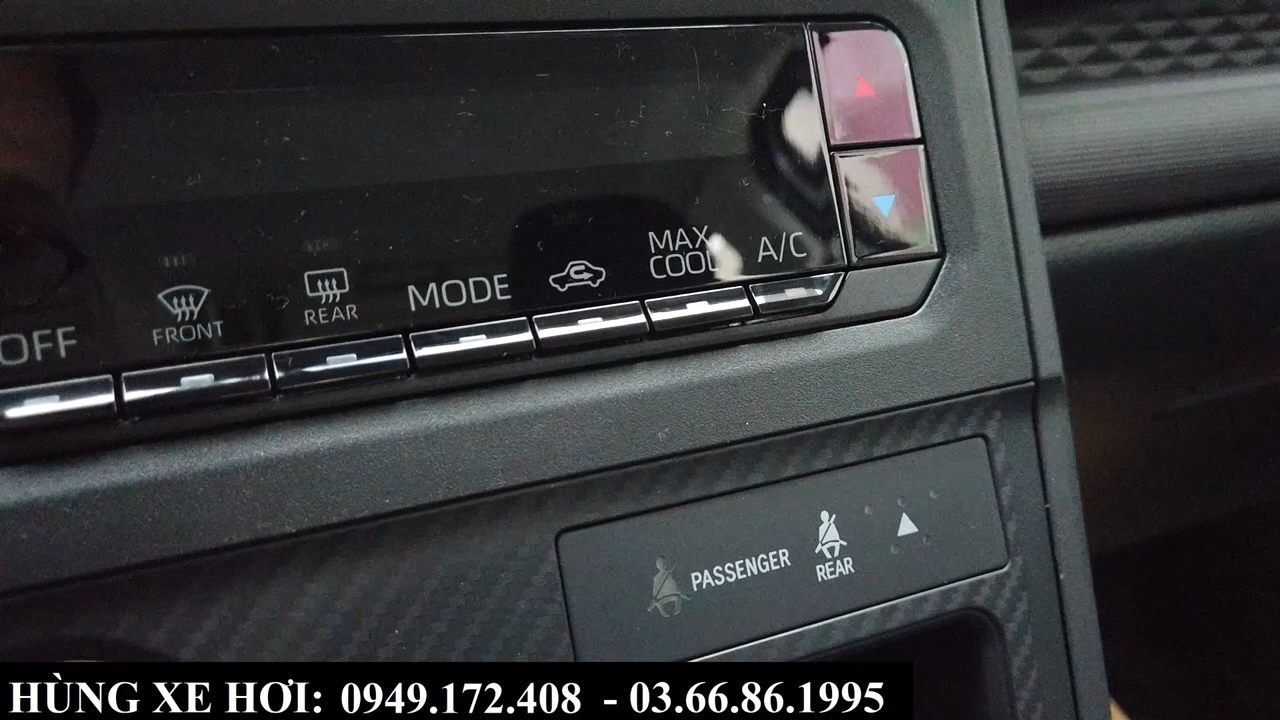 OFF
FRONT
REAR
MODE
MAX
COOL
A/C
PASSENGER
REAR
HÙNG XE HƠI: 0949.172.408 - 03.66.86.1995